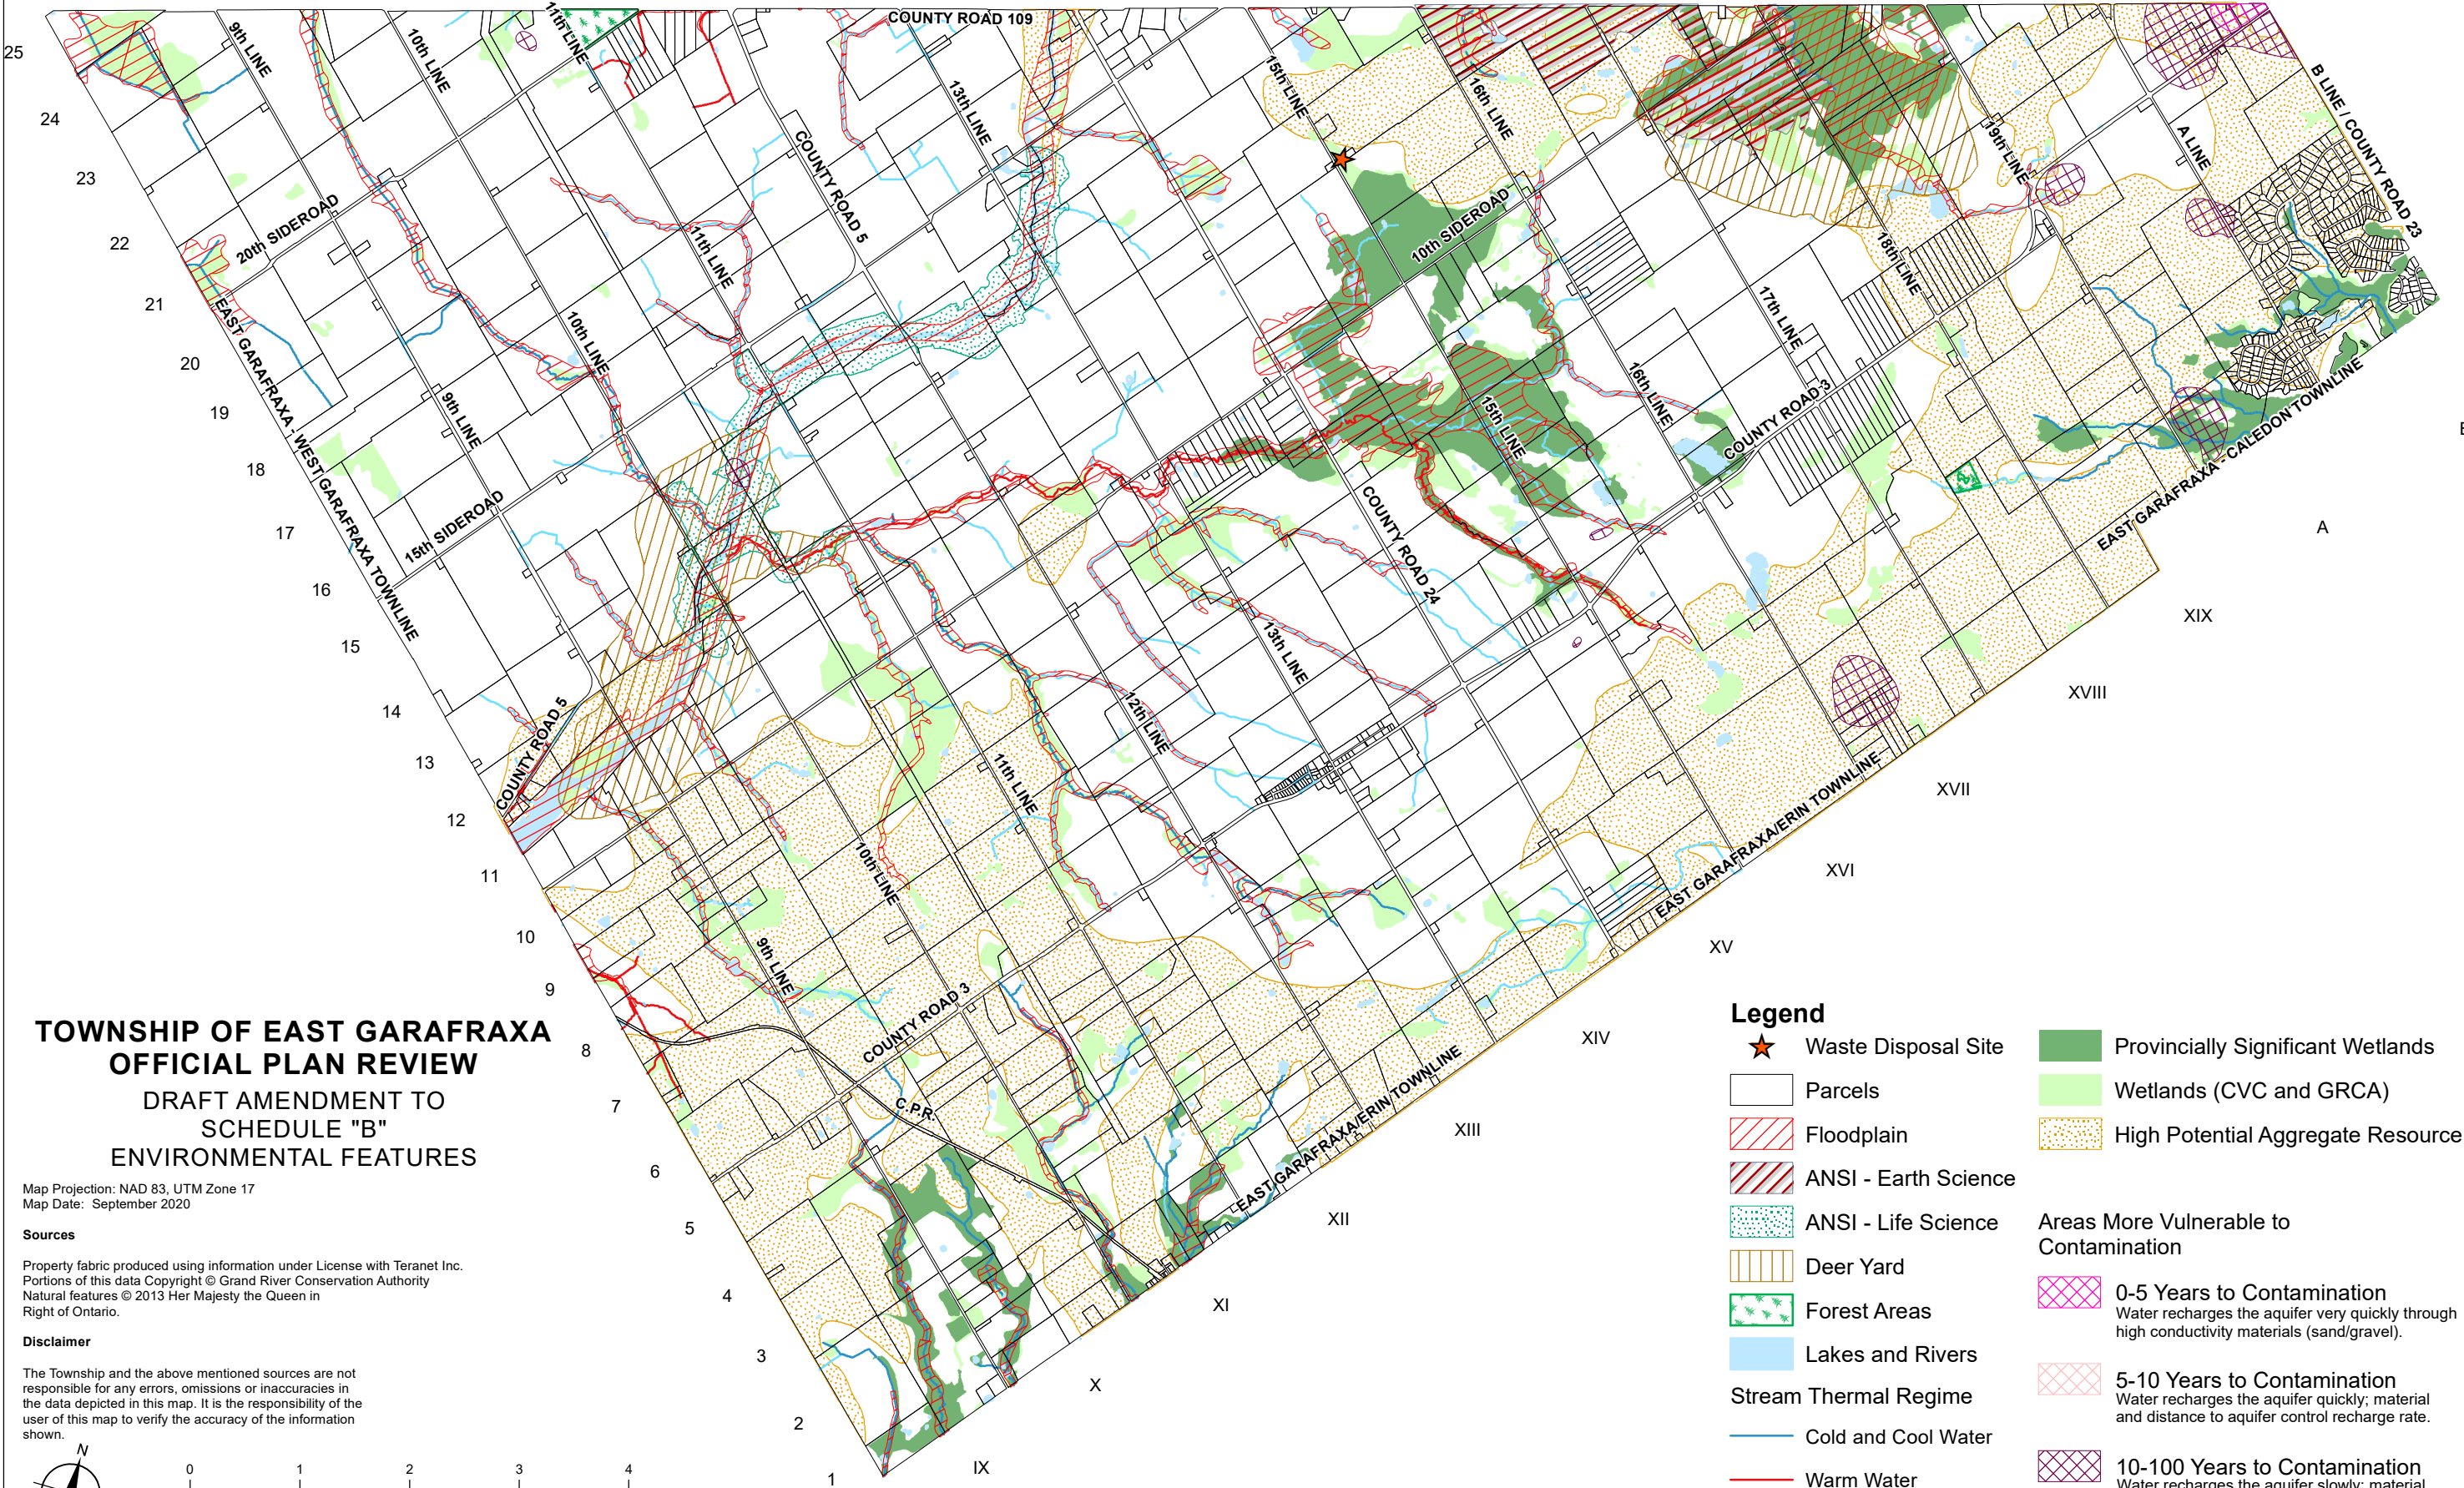 COUNTY ROAD 109
25
9th LINE
10th LINE
11th LINE
13th LINE
15th LINE
16th LINE
19th LINE
A LINE
B LINE / COUNTY ROAD 23
24
COUNTY ROAD 5
23
20th SIDEROAD
10th SIDEROAD
22
11th LINE
18th LINE
21
EAST GARAFRAXA - WEST GARAFRAXA TOWNLINE
10th LINE
17th LINE
20
9th LINE
15th LINE
16th LINE
COUNTY ROAD 3
EAST GARAFRAXA - CALEDON TOWNLINE
19
18
15th SIDEROAD
COUNTY ROAD 24
17
A
16
XIX
15
13th LINE
14
COUNTY ROAD 5
12th LINE
XVIII
13
11th LINE
XVII
12
10th LINE
EAST GARAFRAXA/ERIN TOWNLINE
11
XVI
10
9th LINE
XV
9
COUNTY ROAD 3
XIV
8
C.P.R.
7
EAST GARAFRAXA/ERIN TOWNLINE
XIII
6
5
XII
4
XI
3
X
2
IX
1
TOWNSHIP OF EAST GARAFRAXA
OFFICIAL PLAN REVIEW
DRAFT AMENDMENT TO
SCHEDULE "B"
ENVIRONMENTAL FEATURES
Map Projection: NAD 83, UTM Zone 17
Map Date: September 2020
Sources
Property fabric produced using information under License with Teranet Inc.
Portions of this data Copyright © Grand River Conservation Authority
Natural features © 2013 Her Majesty the Queen in
Right of Ontario.
Disclaimer
The Township and the above mentioned sources are not
responsible for any errors, omissions or inaccuracies in
the data depicted in this map. It is the responsibility of the
user of this map to verify the accuracy of the information
shown.
N
0 1 2 3 4
Legend
Waste Disposal Site
Parcels
Floodplain
ANSI - Earth Science
ANSI - Life Science
Deer Yard
Forest Areas
Lakes and Rivers
Stream Thermal Regime
Cold and Cool Water
Warm Water
Provincially Significant Wetlands
Wetlands (CVC and GRCA)
High Potential Aggregate Resource
Areas More Vulnerable to
Contamination
0-5 Years to Contamination
Water recharges the aquifer very quickly through
high conductivity materials (sand/gravel).
5-10 Years to Contamination
Water recharges the aquifer quickly; material
and distance to aquifer control recharge rate.
10-100 Years to Contamination
Water recharges the aquifer slowly; material